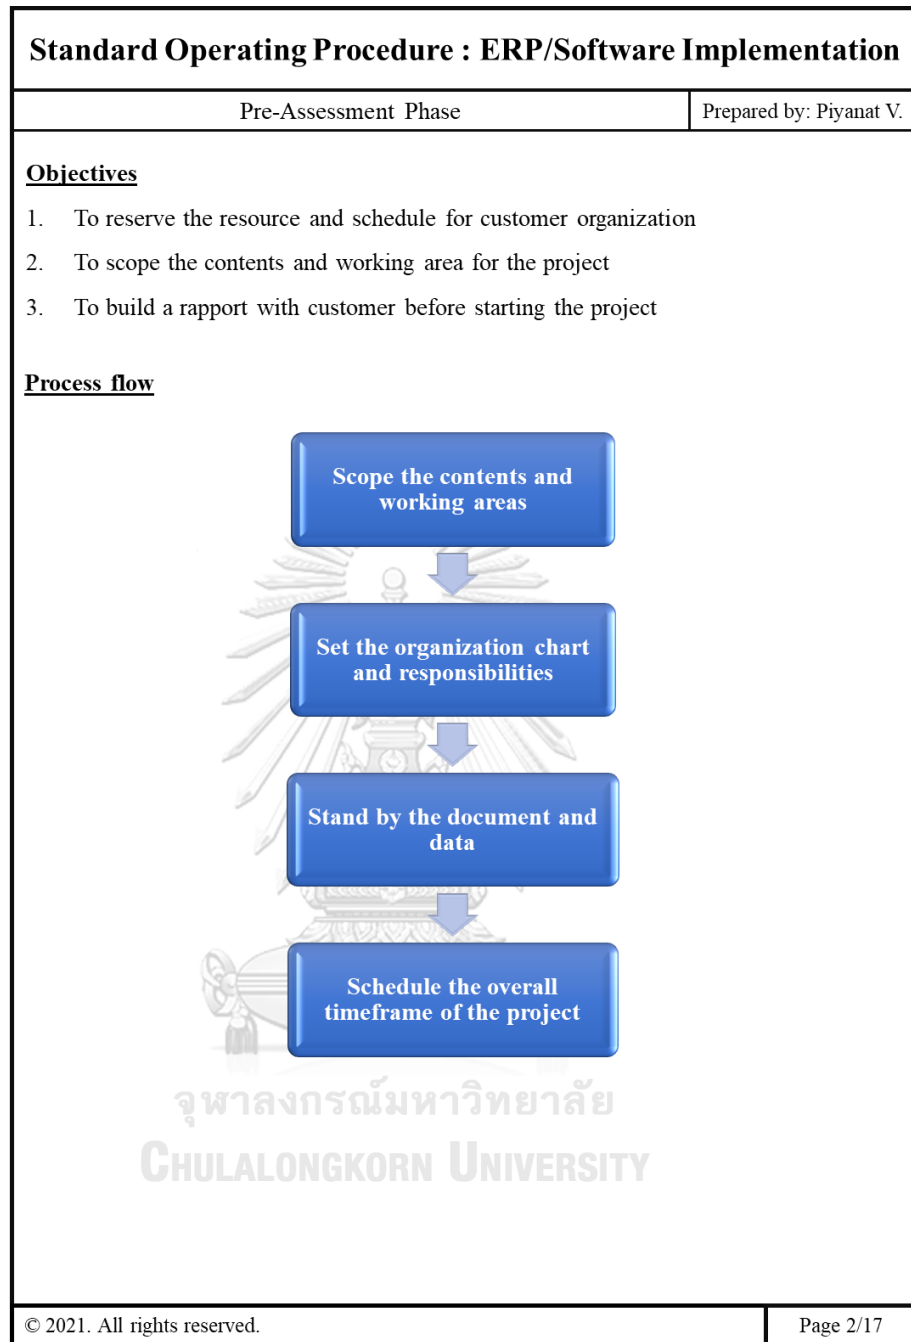 Standard Operating Procedure : ERP/Software Implementation
Pre-Assessment Phase
Prepared by: Piyanat V.
Objectives
1. To reserve the resource and schedule for customer organization
2. To scope the contents and working area for the project
3. To build a rapport with customer before starting the project
Process flow
Scope the contents and
working areas
Set the organization chart
and responsibilities
Stand by the document and
data
Schedule the overall
timeframe of the project
จุฬาลงกรณ์มหาวิทยาลัย
CHULALONGKORN UNIVERSITY
© 2021. All rights reserved.
Page 2/17